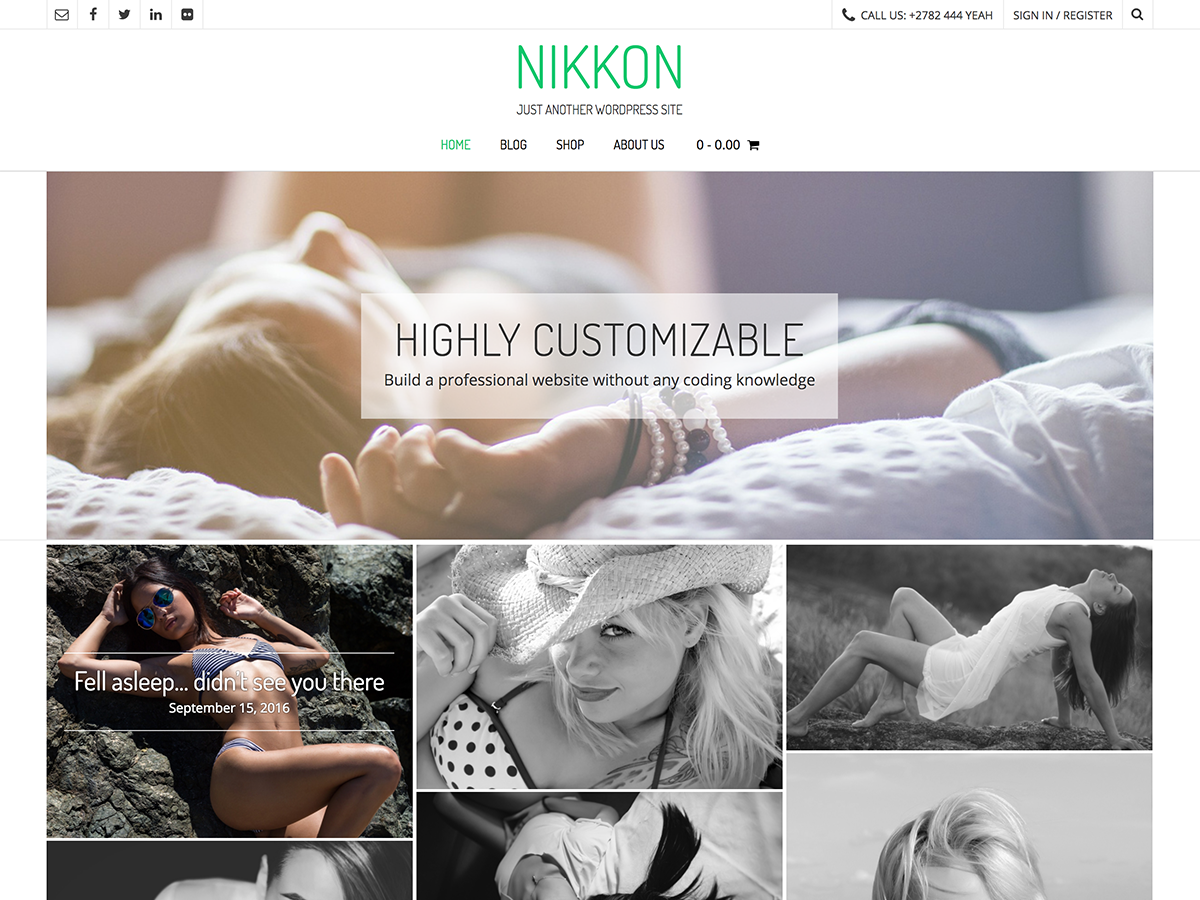 CALL US: +2782 444 YEAH
SIGN IN / REGISTER
NIKKON
JUST ANOTHER WORDPRESS SITE
HOME
BLOG
SHOP
ABOUT US
0 - 0.00
HIGHLY CUSTOMIZABLE
Build a professional website without any coding knowledge
Fell asleep... didn't see you there
September 15, 2016